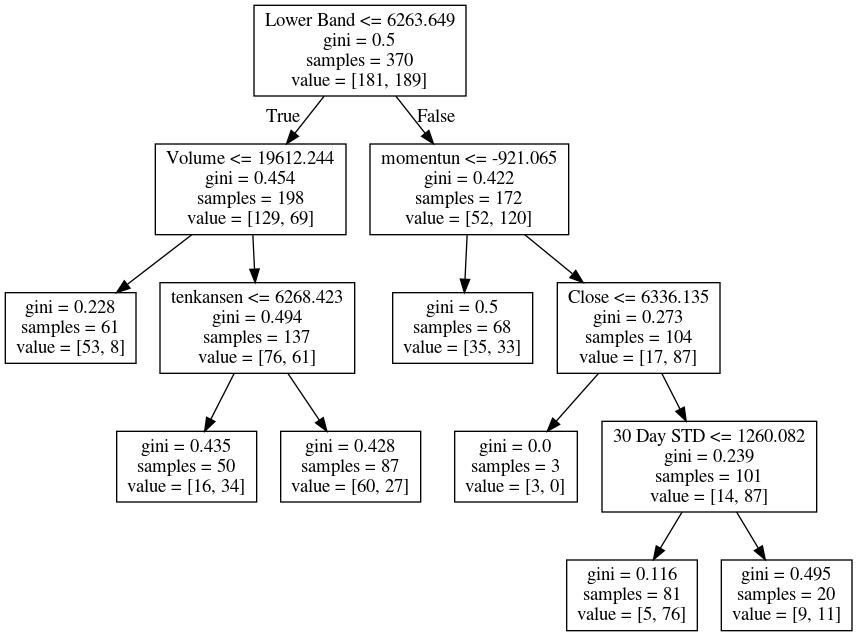 Lower Band <= 6263.649
gini = 0.5
samples = 370
value = [181, 189]
True
False
Volume <= 19612.244
gini = 0.454
samples = 198
value = [129, 69]
momentun <= -921.065
gini = 0.422
samples = 172
value = [52, 120]
gini = 0.228
samples = 61
value = [53, 8]
tenkansen <= 6268.423
gini = 0.494
samples = 137
value = [76, 61]
gini = 0.5
samples = 68
value = [35, 33]
Close <= 6336.135
gini = 0.273
samples = 104
value = [17, 87]
gini = 0.435
samples = 50
value = [16, 34]
gini = 0.428
samples = 87
value = [60, 27]
gini = 0.0
samples = 3
value = [3, 0]
30 Day STD <= 1260.082
gini = 0.239
samples = 101
value = [14, 87]
gini = 0.116
samples = 81
value = [5, 76]
gini = 0.495
samples = 20
value = [9, 11]